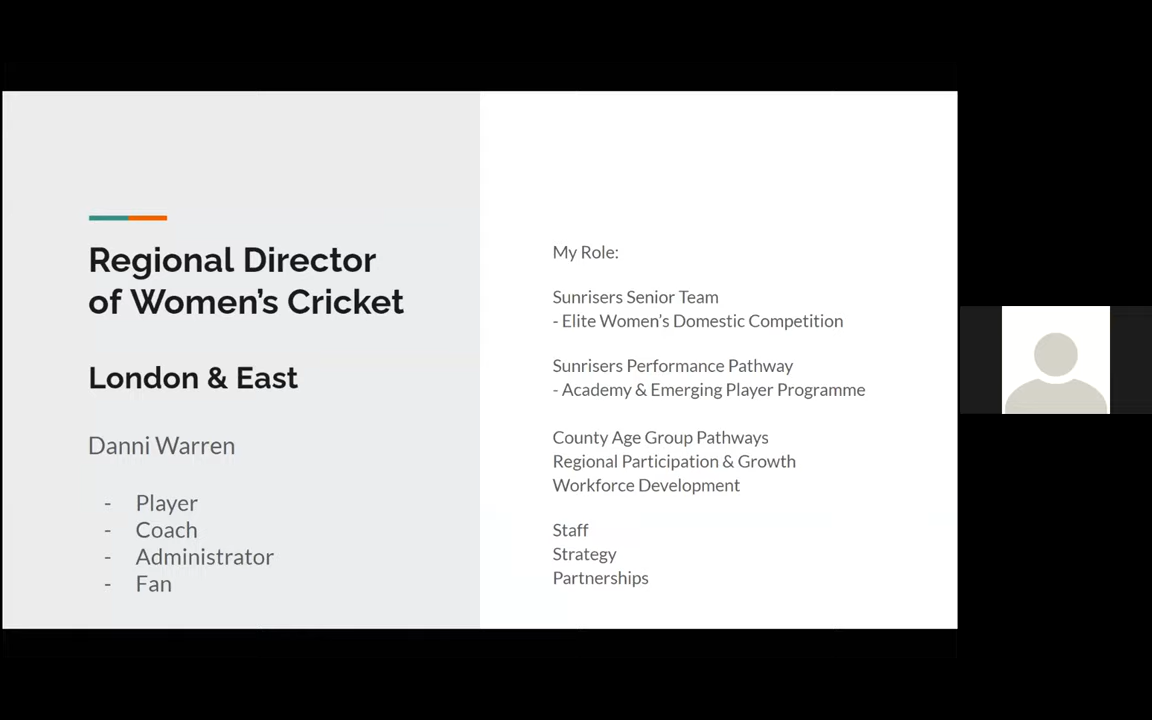 Regional Director
of Women's Cricket
London & East
Danni Warren
- Player
- Coach
- Administrator
- Fan
My Role:
Sunrisers Senior Team
- Elite Women's Domestic Competition
Sunrisers Performance Pathway
- Academy & Emerging Player Programme
County Age Group Pathways
Regional Participation & Growth
Workforce Development
Staff
Strategy
Partnerships